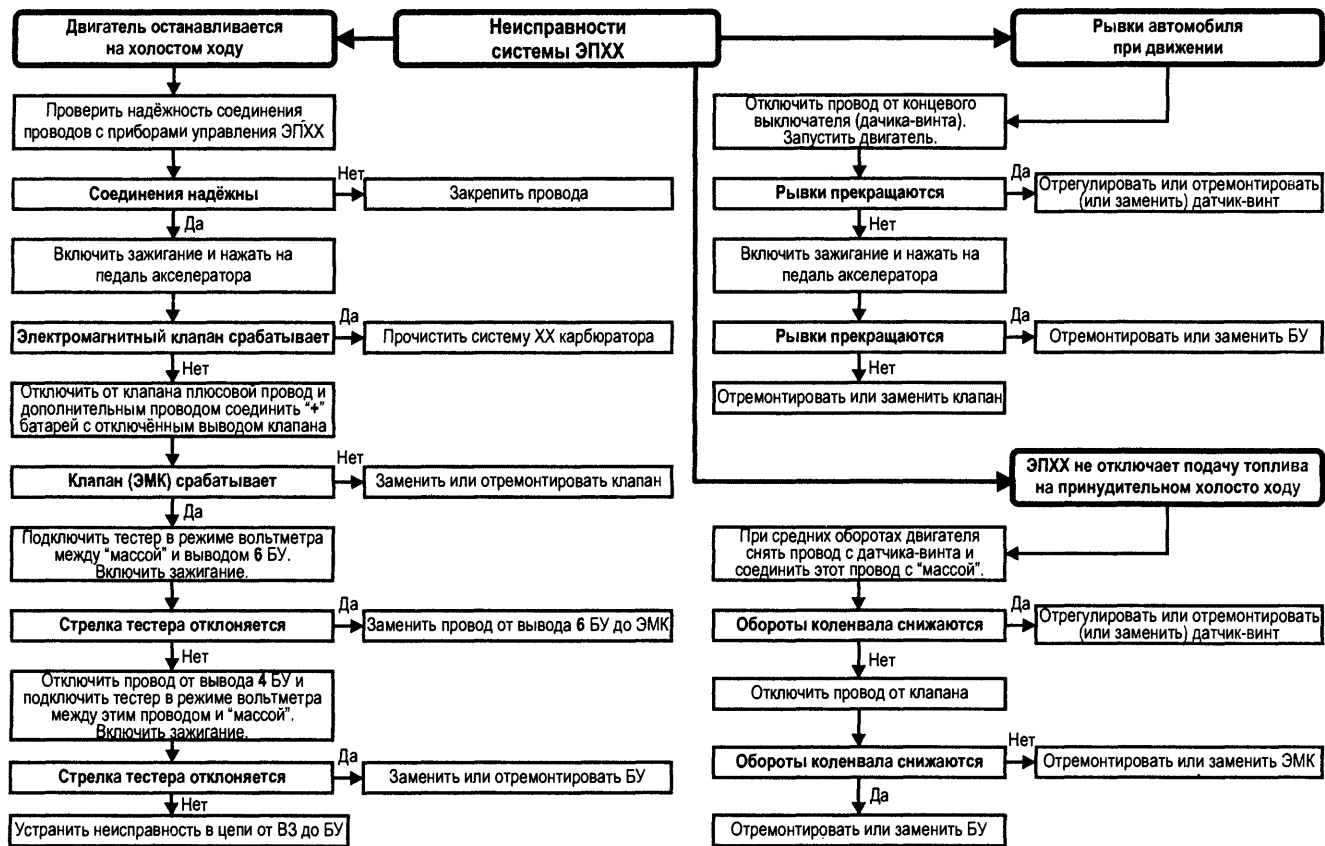 Неисправности
системы ЭПХХ
Двигатель останавливается
на холостом ходу
Проверить надёжность соединения
проводов с приборами управления ЭПХХ
Соединения надёжны
Нет
Закрепить провода
Да
Включить зажигание и нажать на
педаль акселератора
Электромагнитный клапан срабатывает
Да
Прочистить систему ХХ карбюратора
Нет
Отключить от клапана плюсовой провод и
дополнительным проводом соединить "+"
батарей с отключённым выводом клапана
Клапан (ЭМК) срабатывает
Нет
Заменить или отремонтировать клапан
Да
Подключить тестер в режиме вольтметра
между "массой" и выводом 6 БУ.
Включить зажигание.
Стрелка тестера отклоняется
Да
Заменить провод от вывода 6 БУ до ЭМК
Нет
Отключить провод от вывода 4 БУ и
подключить тестер в режиме вольтметра
между этим проводом и "массой".
Включить зажигание.
Стрелка тестера отклоняется
Да
Заменить или отремонтировать БУ
Нет
Устранить неисправность в цепи от ВЗ до БУ
Рывки автомобиля
при движении
Отключить провод от концевого
выключателя (дачика-винта).
Запустить двигатель.
Рывки прекращаются
Да
Отрегулировать или отремонтировать
(или заменить) датчик-винт
Нет
Включить зажигание и нажать на
педаль акселератора
Рывки прекращаются
Да
Отремонтировать или заменить БУ
Нет
Отремонтировать или заменить клапан
ЭПХХ не отключает подачу топлива
на принудительном холосто ходу
При средних оборотах двигателя
снять провод с датчика-винта и
соединить этот провод с "массой".
Обороты коленвала снижаются
Да
Отрегулировать или отремонтировать
(или заменить) датчик-винт
Нет
Отключить провод от клапана
Обороты коленвала снижаются
Нет
Отремонтировать или заменить ЭМК
Да
Отремонтировать или заменить БУ